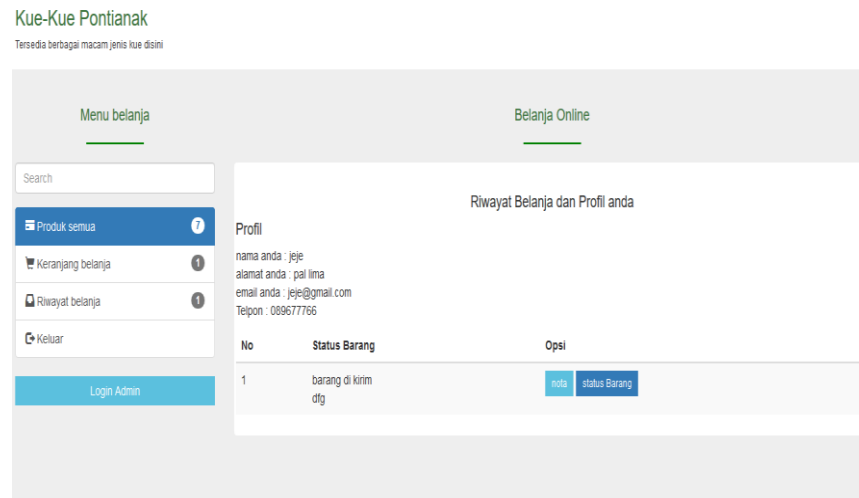 Kue-Kue Pontianak
Tersedia berbagai macam jenis kue disini
Menu belanja
Belanja Online
Search
Produk semua 7
Keranjang belanja 1
Riwayat belanja 1
Keluar
Login Admin
Riwayat Belanja dan Profil anda
Profil
nama anda : jeje
alamat anda : pal lima
email anda : jeje@gmail.com
Telpon : 089677766
No Status Barang Opsi
1 barang di kirim nota status Barang
dfg